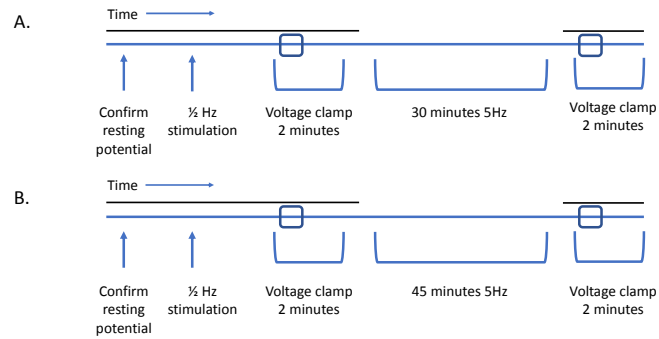 A.
Time
Confirm
resting
potential
½ Hz
stimulation
Voltage clamp
2 minutes
30 minutes 5Hz
Voltage clamp
2 minutes
B.
Time
Confirm
resting
potential
½ Hz
stimulation
Voltage clamp
2 minutes
45 minutes 5Hz
Voltage clamp
2 minutes